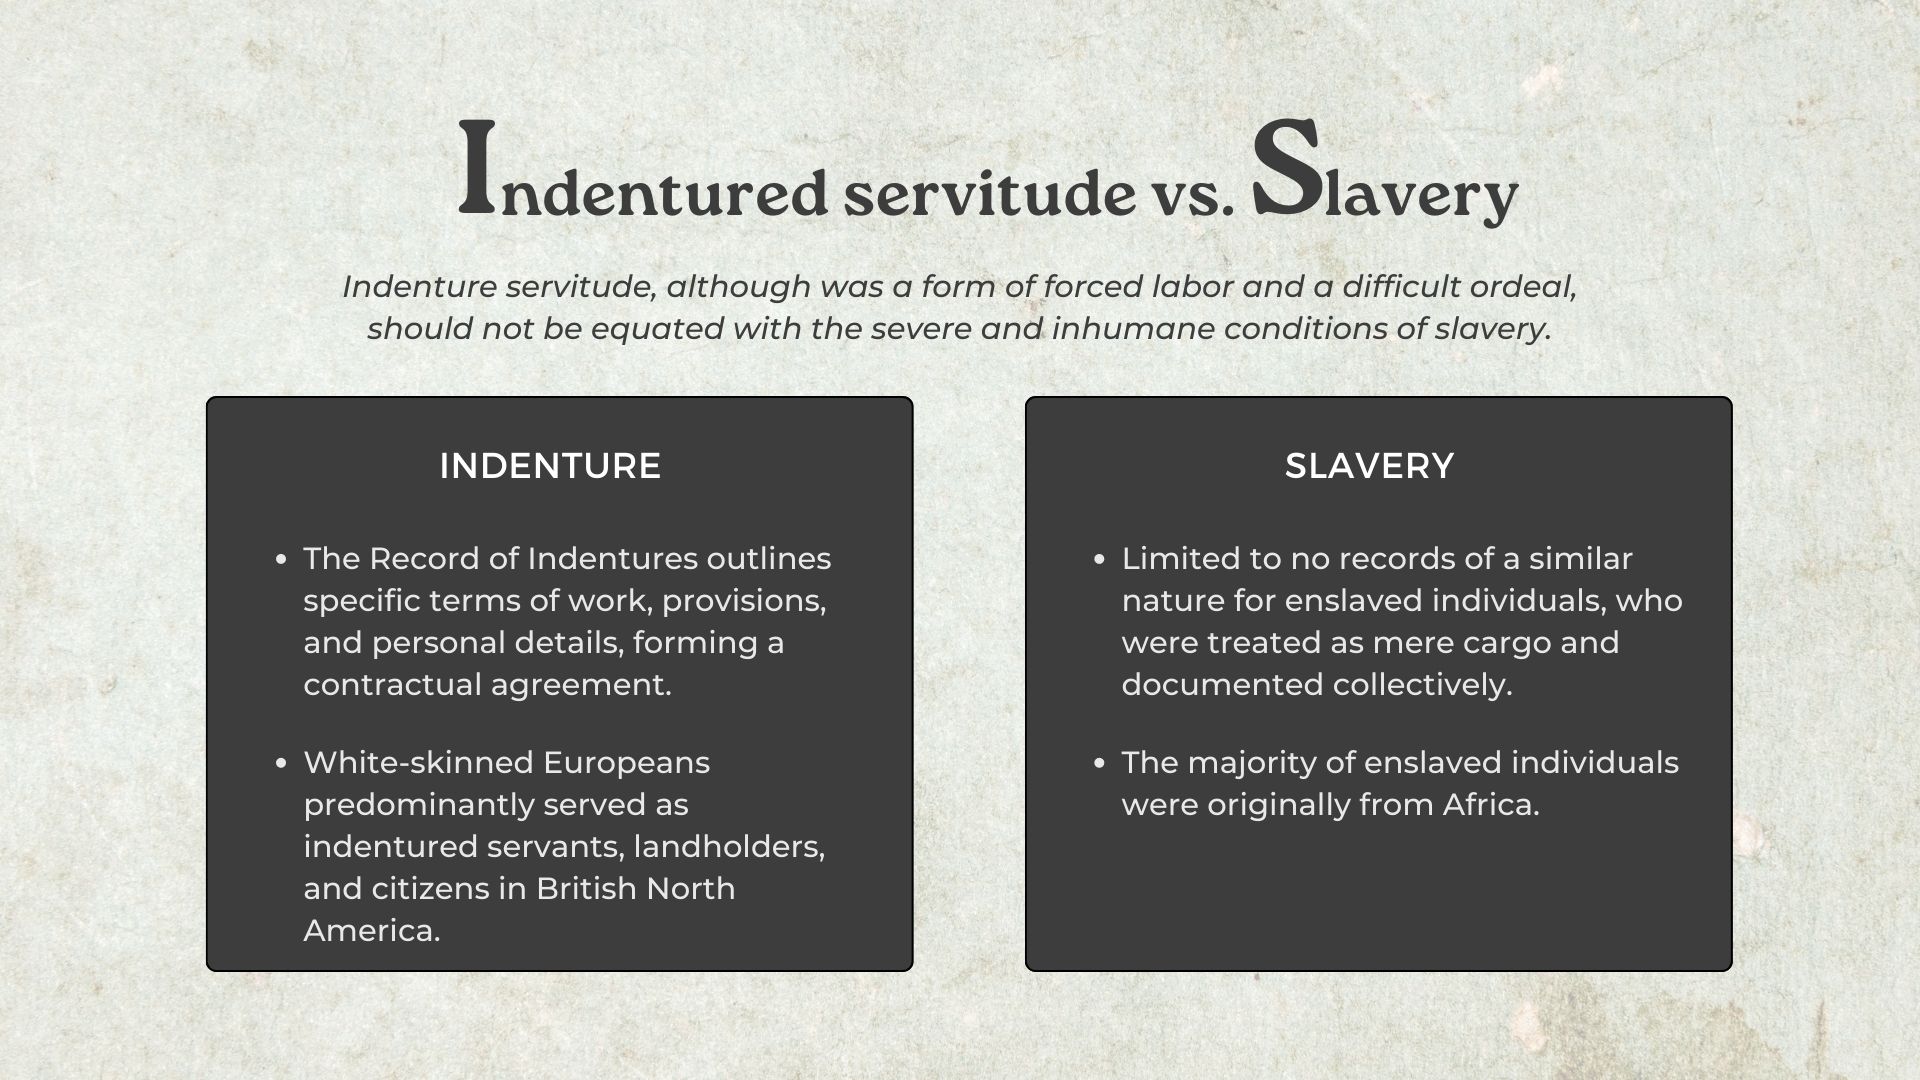 Indentured servitude vs. Slavery
Indenture servitude, although was a form of forced labor and a difficult ordeal,
should not be equated with the severe and inhumane conditions of slavery.
INDENTURE
• The Record of Indentures outlines
specific terms of work, provisions,
and personal details, forming a
contractual agreement.
• White-skinned Europeans
predominantly served as
indentured servants, landholders,
and citizens in British North
America.
SLAVERY
• Limited to no records of a similar
nature for enslaved individuals, who
were treated as mere cargo and
documented collectively.
• The majority of enslaved individuals
were originally from Africa.